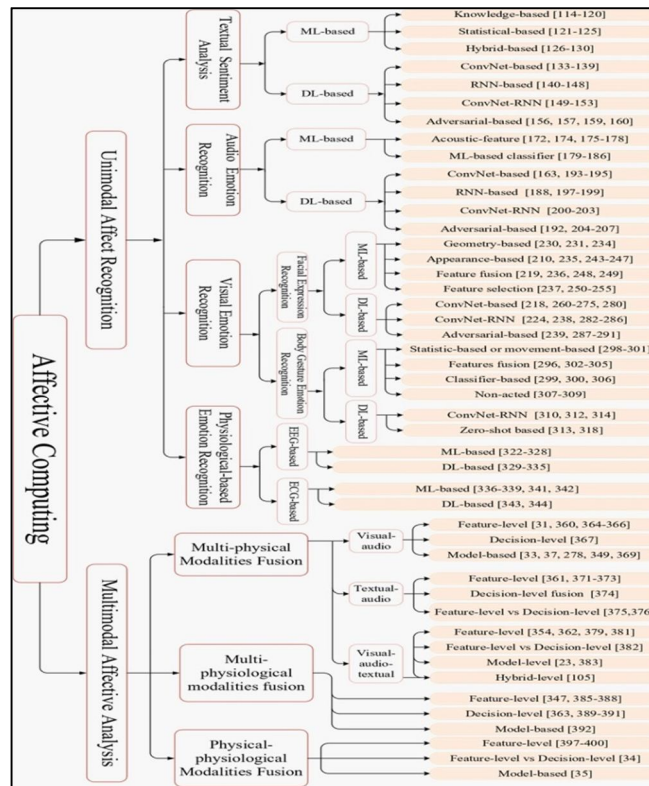 Affective Computing
Unimodal Affect Recognition
Textual Sentiment
Analysis
ML-based
Knowledge-based [114-120]
Statistical-based [121-125]
Hybrid-based [126-130]
DL-based
ConvNet-based [133-139]
RNN-based [140-148]
ConvNet-RNN [149-153]
Adversarial-based [156, 157, 159, 160]
Audio Emotion
Recognition
ML-based
Acoustic-feature [172, 174, 175-178]
ML-based classifier [179-186]
DL-based
ConvNet-based [163, 193-195]
RNN-based [188, 197-199]
ConvNet-RNN [200-203]
Adversarial-based [192, 204-207]
Visual Emotion
Recognition
Facial Expression
Recognition
ML-based
Geometry-based [230, 231, 234]
Appearance-based [210, 235, 243-247]
Feature fusion [219, 236, 248, 249]
Feature selection [237, 250-255]
DL-based
ConvNet-based [218, 260-275, 280]
ConvNet-RNN [224, 238, 282-286]
Adversarial-based [239, 287-291]
Body Gesture Emotion
Recognition
ML-based
Statistic-based or movement-based [298-301]
Features fusion [296, 302-305]
Classifier-based [299, 300, 306]
Non-acted [307-309]
DL-based
ConvNet-RNN [310, 312, 314]
Zero-shot based [313, 318]
Physiological-based
Emotion Recognition
EEG-based
ML-based [322-328]
DL-based [329-335]
ECG-based
ML-based [336-339, 341, 342]
DL-based [343, 344]
Multimodal Affective Analysis
Multi-physical
Modalities Fusion
Visual-
audio
Feature-level [31, 360, 364-366]
Decision-level [367]
Model-based [33, 37, 278, 349, 369]
Textual-
audio
Feature-level [361, 371-373]
Decision-level fusion [374]
Feature-level vs Decision-level [375,376]
Visual-
audio-
textual
Feature-level [354, 362, 379, 381]
Feature-level vs Decision-level [382]
Model-level [23, 383]
Hybrid-level [105]
Multi-
physiological
modalities fusion
Feature-level [347, 385-388]
Decision-level [363, 389-391]
Model-based [392]
Physical-
physiological
Modalities Fusion
Feature-level [397-400]
Feature-level vs Decision-level [34]
Model-based [35]